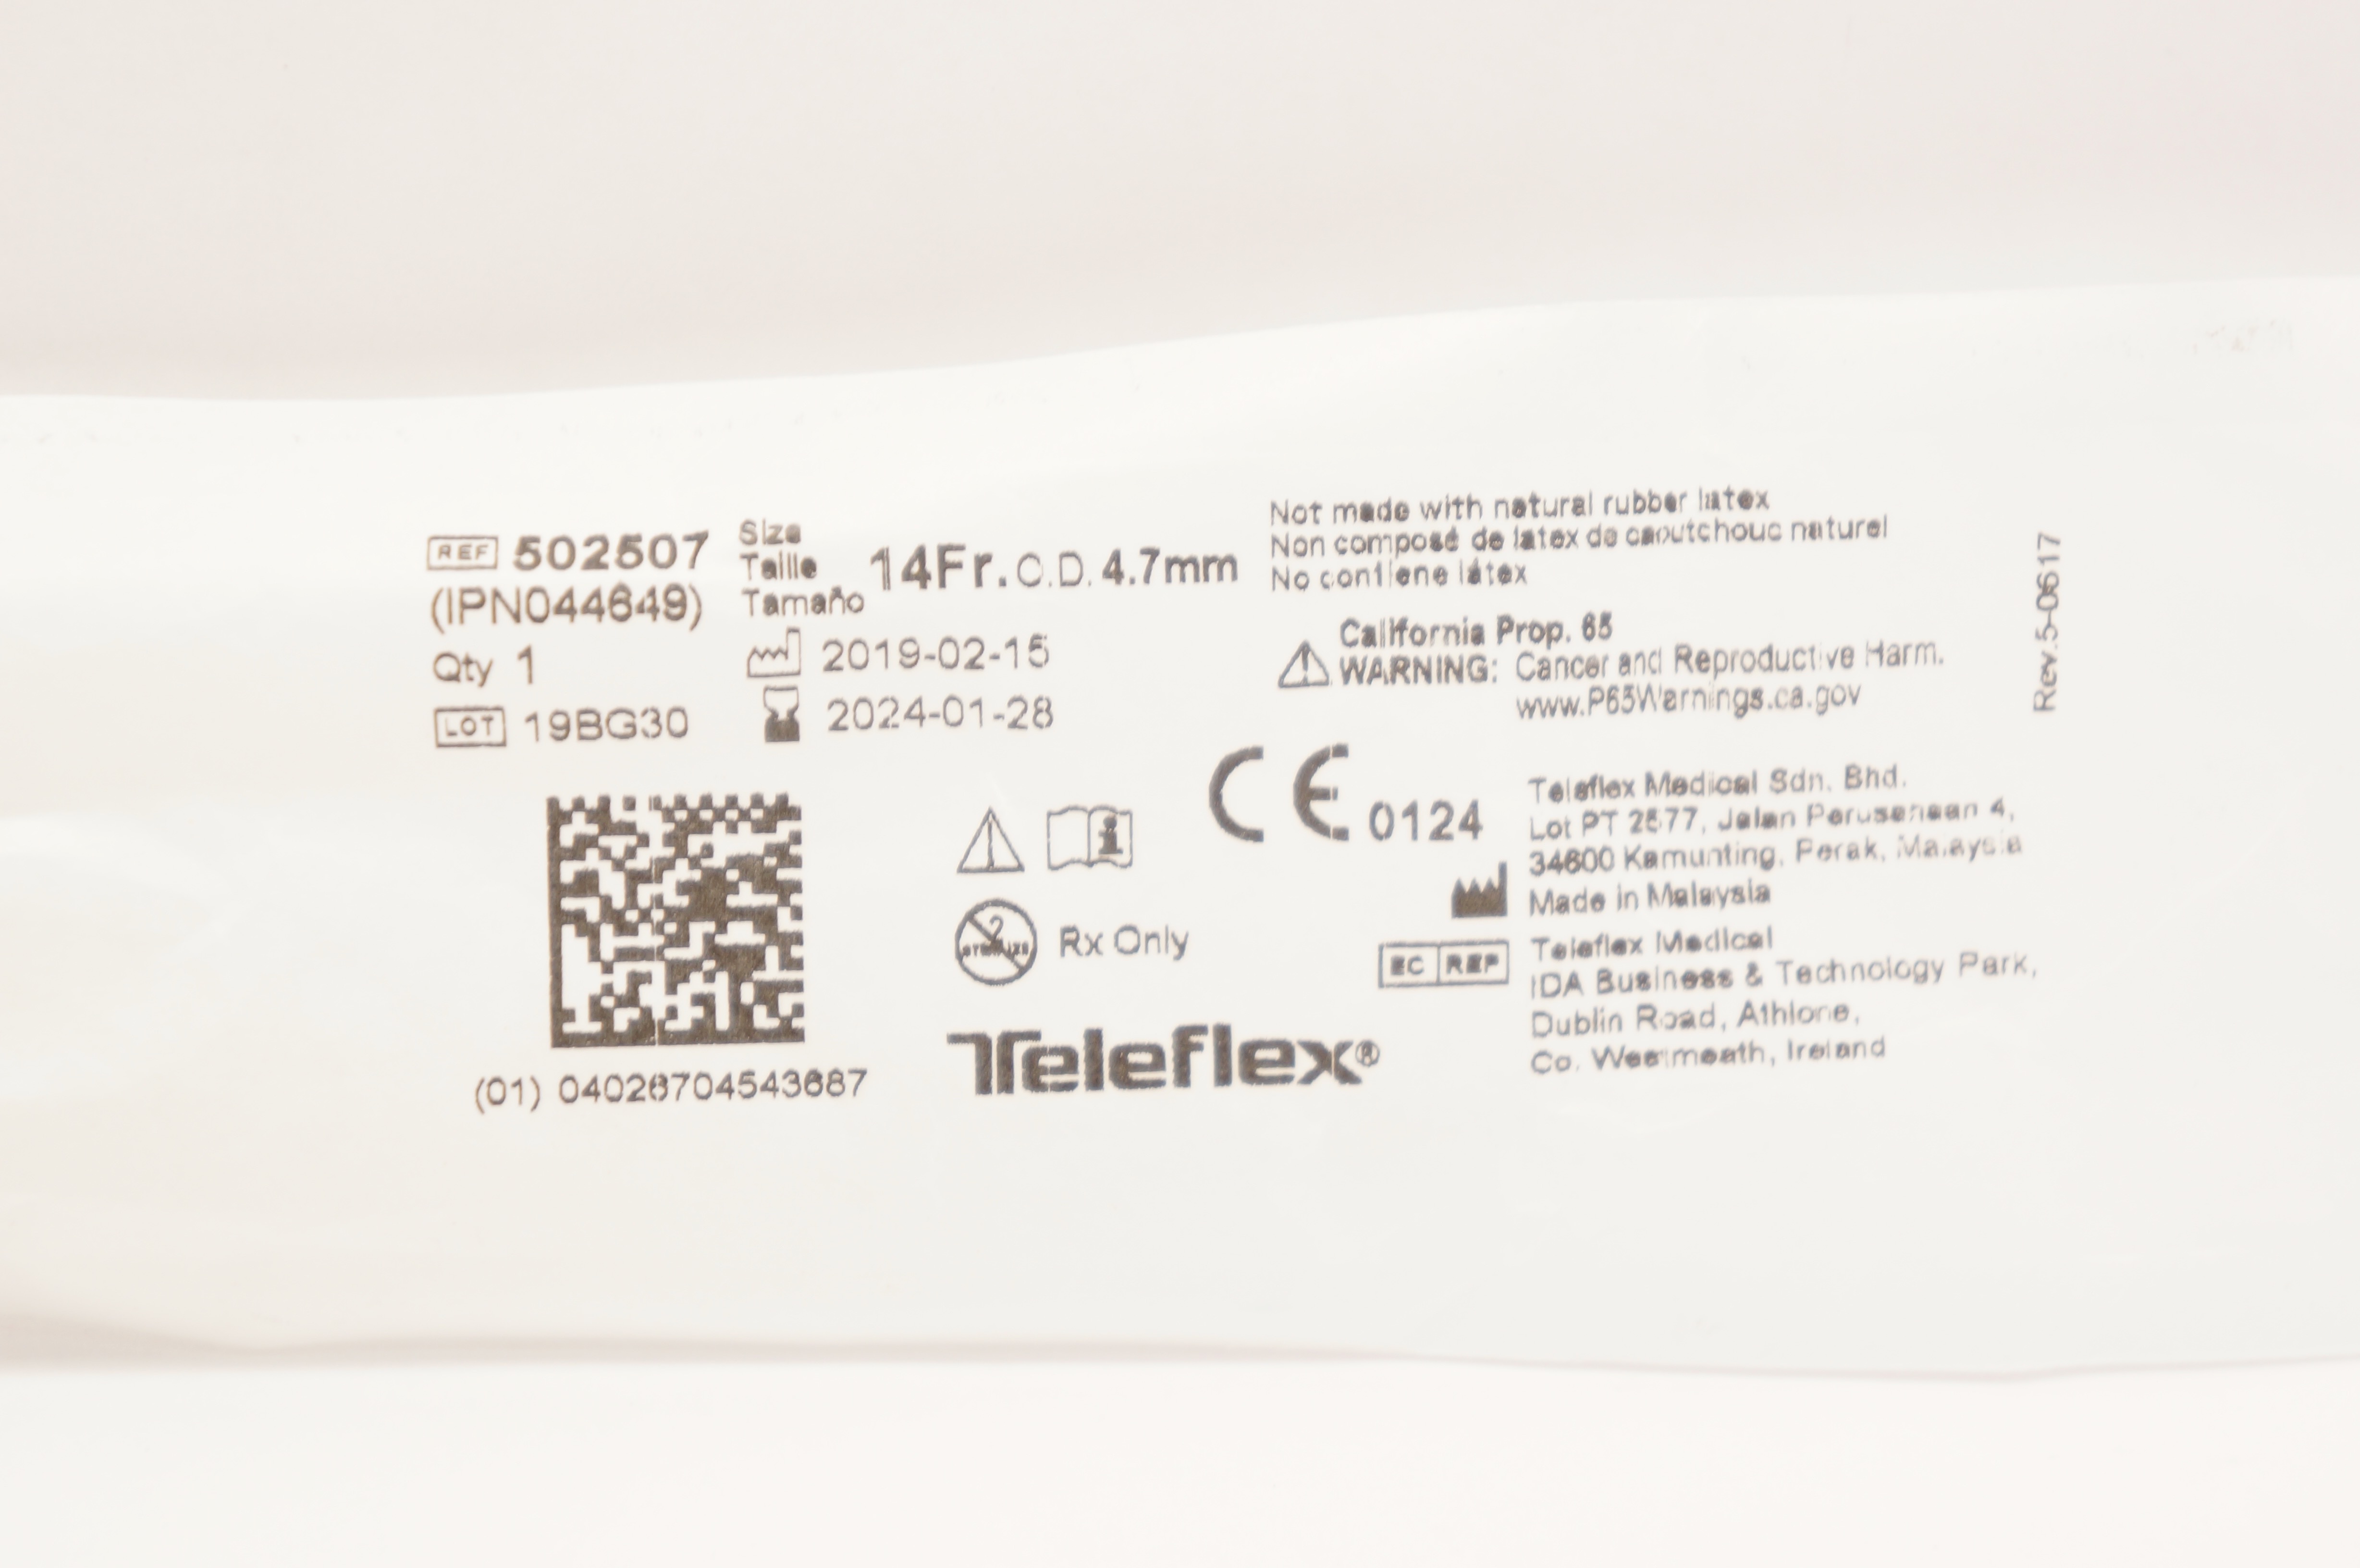 REF 502507
(IPN044649)
Qty 1
LOT 19BG30
Size
Taille
Tamaño
14Fr. O.D. 4.7mm
2019-02-15
2024-01-28
Not made with natural rubber latex
Non composé de latex de caoutchouc naturel
No contiene látex
California Prop. 65
WARNING: Cancer and Reproductive Harm.
www.P65Warnings.ca.gov
Rev.5-0617
(01) 04026704543687
2
STERILIZE
Rx Only
CE 0124
Teleflex®
Teleflex Medical Sdn. Bhd.
Lot PT 2577, Jalan Perusahaan 4,
34600 Kamunting, Perak, Malaysia
Made in Malaysia
EC REP
Teleflex Medical
IDA Business & Technology Park,
Dublin Road, Athlone,
Co. Westmeath, Ireland